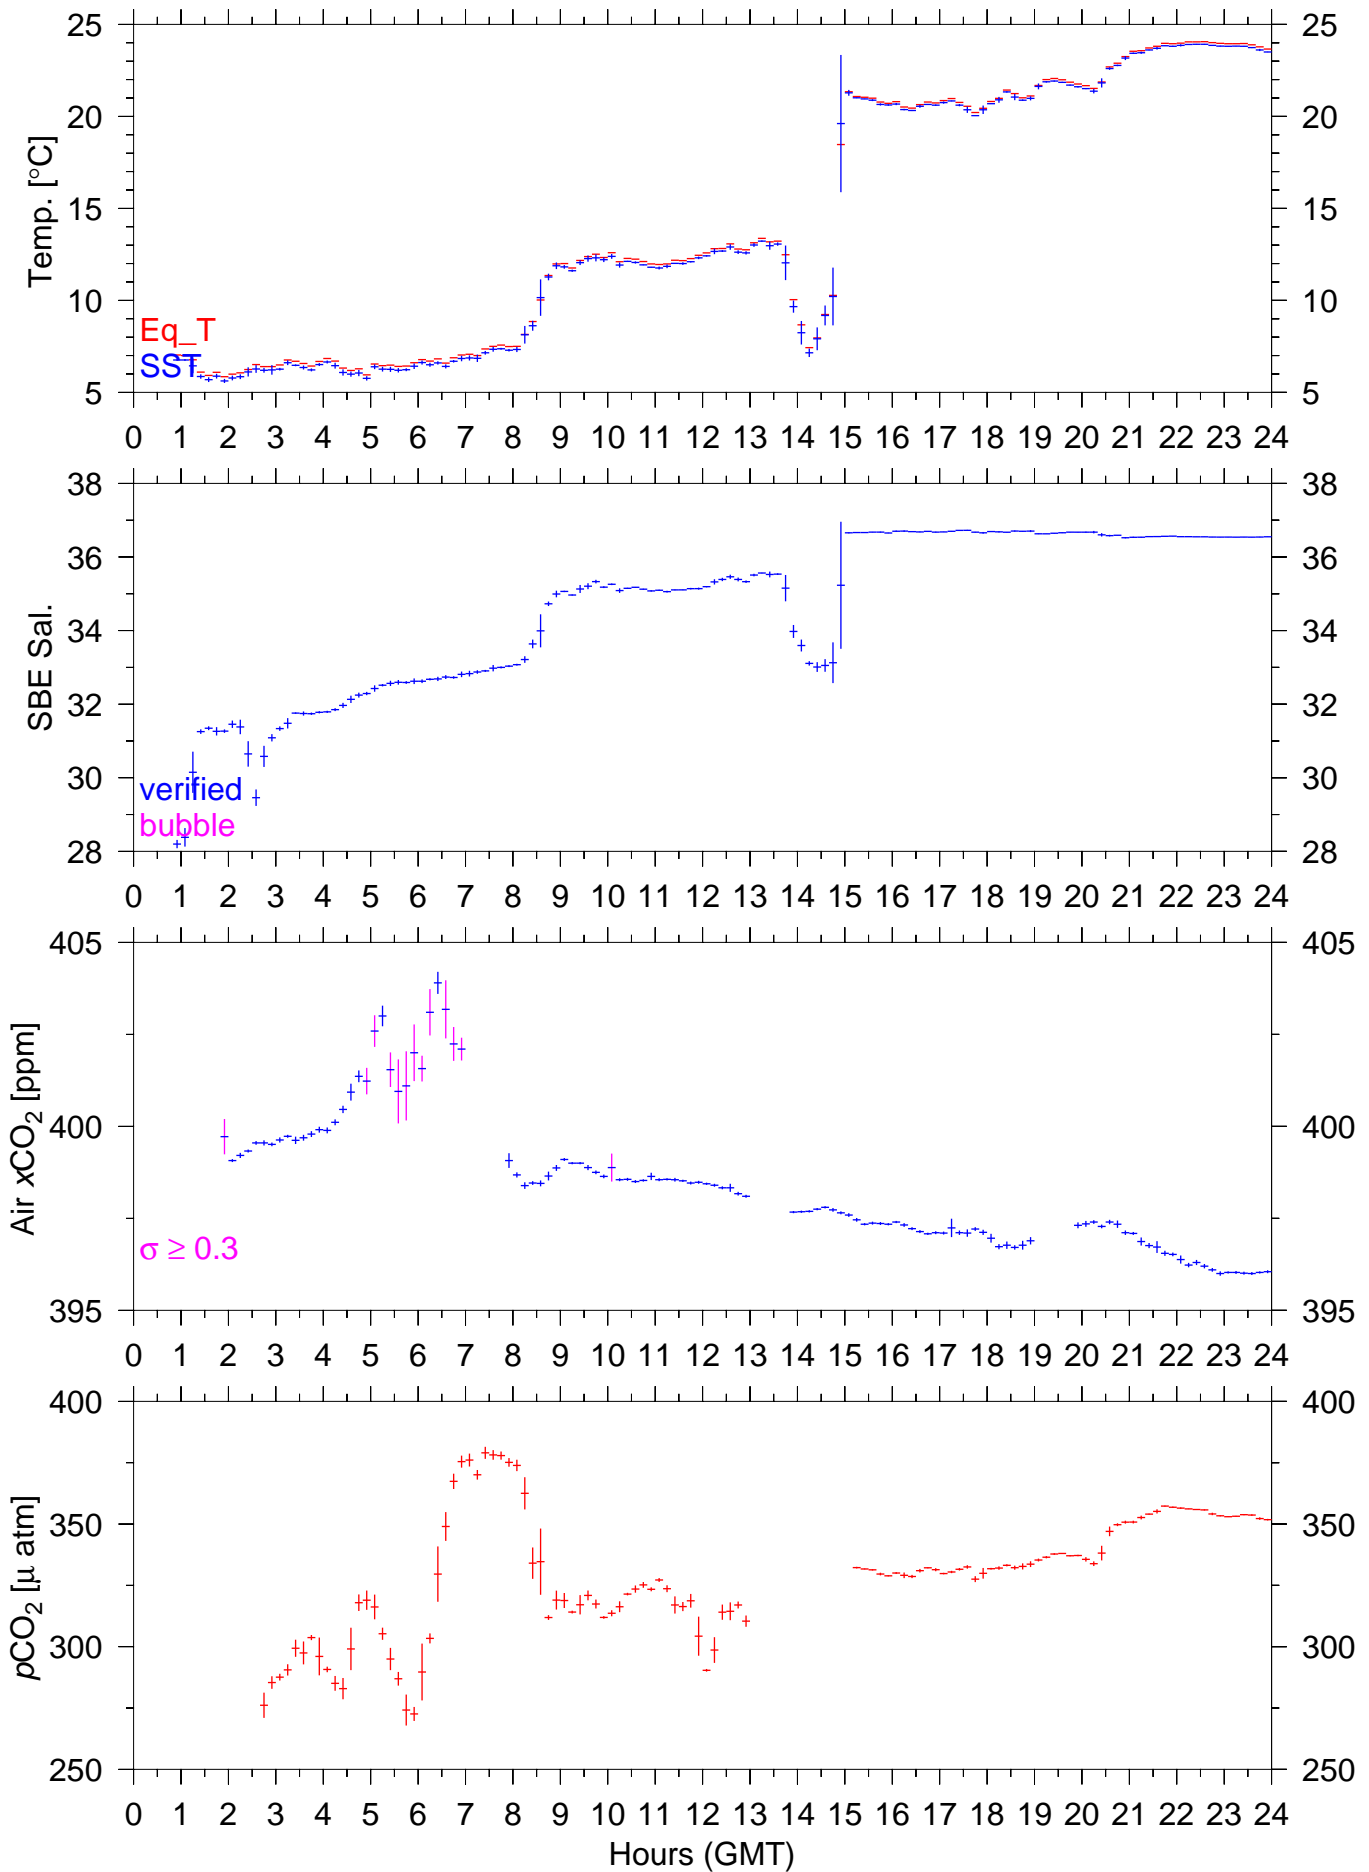 25 25
20 20
15 15
10 10
5 5
Temp. [°C]
Eq_T
SST
0 1 2 3 4 5 6 7 8 9 10 11 12 13 14 15 16 17 18 19 20 21 22 23 24
38 38
36 36
34 34
32 32
30 30
28 28
SBE Sal.
verified
bubble
0 1 2 3 4 5 6 7 8 9 10 11 12 13 14 15 16 17 18 19 20 21 22 23 24
405 405
400 400
395 395
Air xCO₂ [ppm]
σ ≥ 0.3
0 1 2 3 4 5 6 7 8 9 10 11 12 13 14 15 16 17 18 19 20 21 22 23 24
400 400
350 350
300 300
250 250
pCO₂ [μ atm]
0 1 2 3 4 5 6 7 8 9 10 11 12 13 14 15 16 17 18 19 20 21 22 23 24
Hours (GMT)